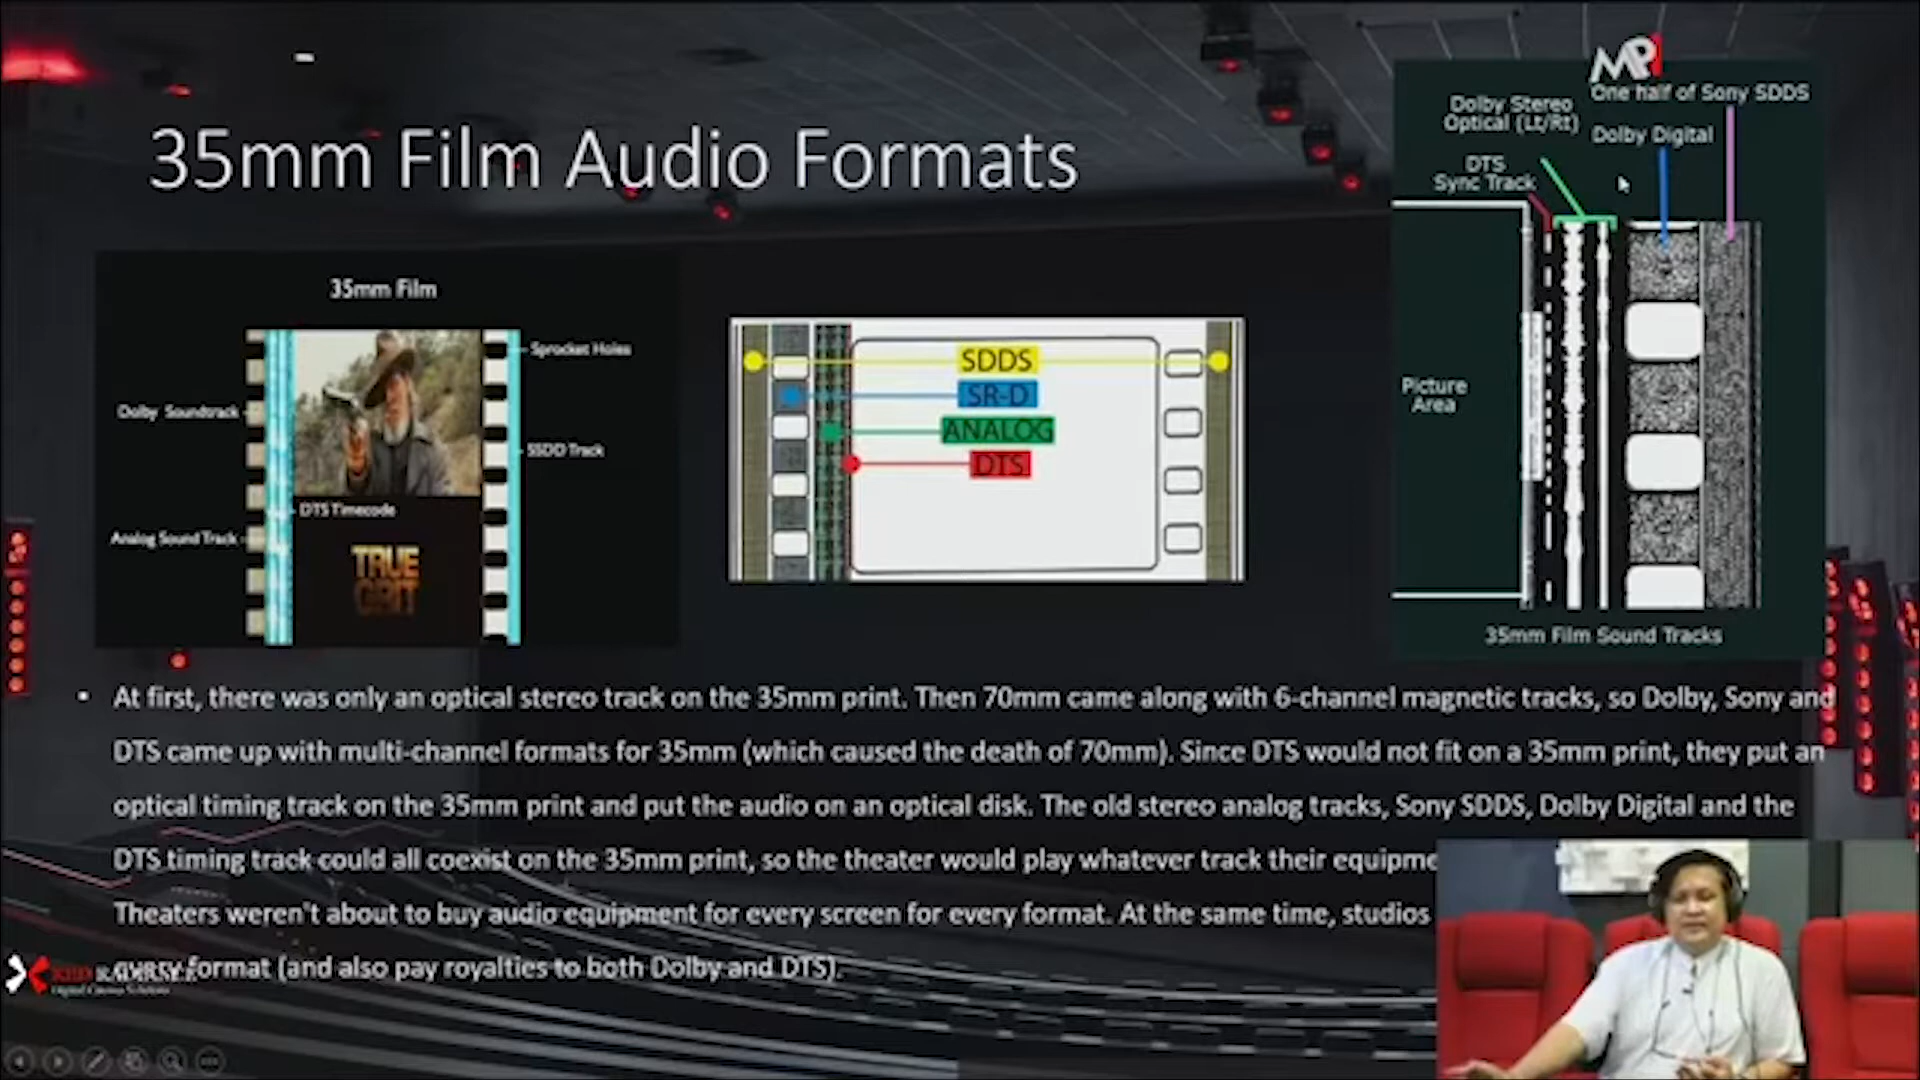 MPI
35mm Film Audio Formats
35mm Film
Sprocket Holes
Dolby Soundtrack
SSDD Track
DTS Timecode
Analog Sound Track
TRUE
GRIT
SDDS
SR-D
ANALOG
DTS
One half of Sony SDDS
Dolby Stereo
Optical (Lt/Rt)
Dolby Digital
DTS
Sync Track
Picture
Area
35mm Film Sound Tracks
• At first, there was only an optical stereo track on the 35mm print. Then 70mm came along with 6-channel magnetic tracks, so Dolby, Sony and
DTS came up with multi-channel formats for 35mm (which caused the death of 70mm). Since DTS would not fit on a 35mm print, they put an
optical timing track on the 35mm print and put the audio on an optical disk. The old stereo analog tracks, Sony SDDS, Dolby Digital and the
DTS timing track could all coexist on the 35mm print, so the theater would play whatever track their equipme
Theaters weren't about to buy audio equipment for every screen for every format. At the same time, studios
every format (and also pay royalties to both Dolby and DTS).
Digital Cinema Solutions